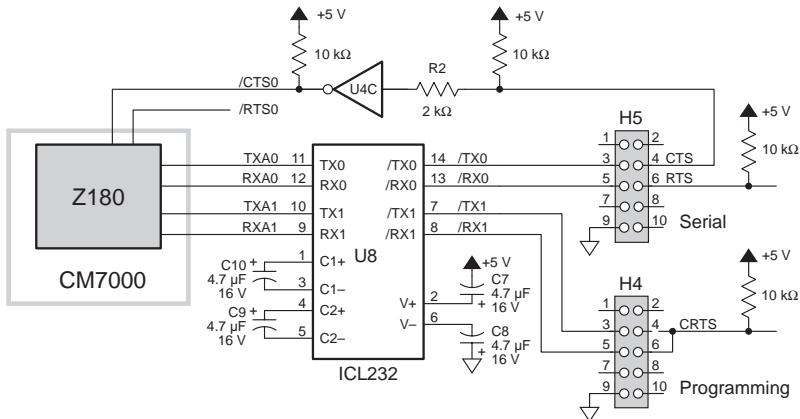 +5 V
+5 V
10 kΩ
10 kΩ
/CTS0
U4C
R2
2 kΩ
/RTS0
H5
+5 V
10 kΩ
1
2
3
4
CTS
5
6
RTS
7
8
9
10
Serial
Z180
CM7000
TXA0
11
TX0
/TX0
14
/TX0
RXA0
12
RX0
/RX0
13
/RX0
TXA1
10
TX1
/TX1
7
/TX1
RXA1
9
RX1
/RX1
8
/RX1
U8
C10 +
4.7 µF
16 V
1
C1+
3
C1–
C9 +
4.7 µF
16 V
4
C2+
5
C2–
V+
2
V–
6
+5 V
C7
4.7 µF
+ 16 V
C8
4.7 µF
+ 16 V
ICL232
H4
+5 V
10 kΩ
1
2
3
4
CRTS
5
6
7
8
9
10
Programming